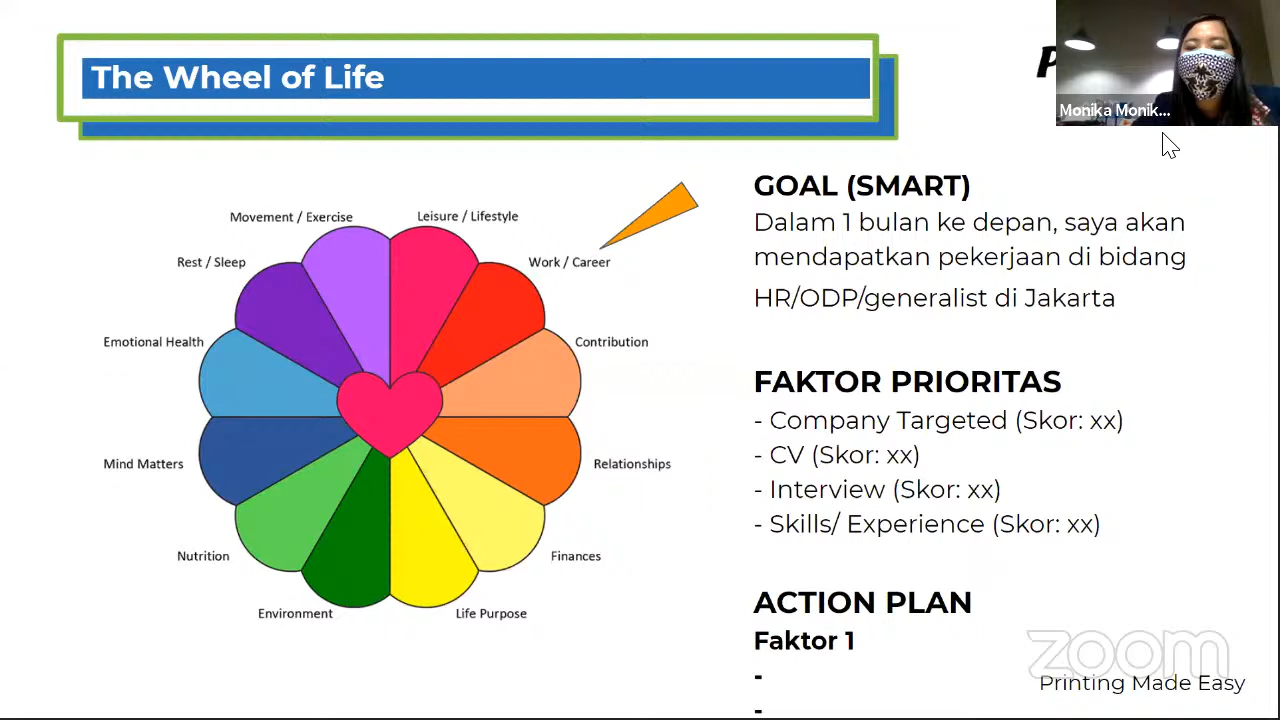 The Wheel of Life
P
Monika Monik...
Movement / Exercise
Leisure / Lifestyle
Rest / Sleep
Work / Career
Emotional Health
Contribution
Mind Matters
Relationships
Nutrition
Finances
Environment
Life Purpose
GOAL (SMART)
Dalam 1 bulan ke depan, saya akan
mendapatkan pekerjaan di bidang
HR/ODP/generalist di Jakarta
FAKTOR PRIORITAS
- Company Targeted (Skor: xx)
- CV (Skor: xx)
- Interview (Skor: xx)
- Skills/ Experience (Skor: xx)
ACTION PLAN
Faktor 1
-
-
zoom
Printing Made Easy